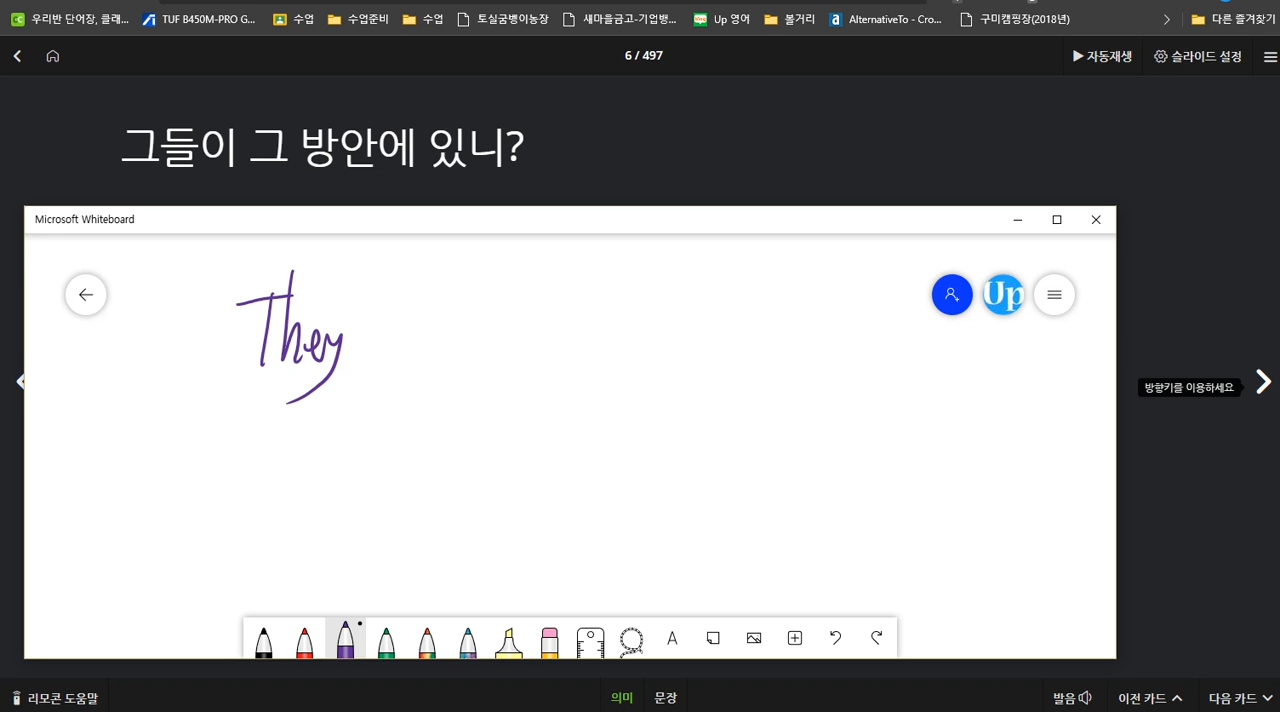 우리반 단어장, 클래... TUF B450M-PRO G... 수업 수업준비 수업 토실굼벵이농장 새마을금고-기업뱅... Up 영어 볼거리 AlternativeTo - Cro... 구미캠핑장(2018년) 다른 즐겨찾기
6 / 497 자동재생 슬라이드 설정
그들이 그 방안에 있니?
Microsoft Whiteboard
They
Up
방향키를 이용하세요
A
리모콘 도움말 의미 문장 발음 이전 카드 다음 카드